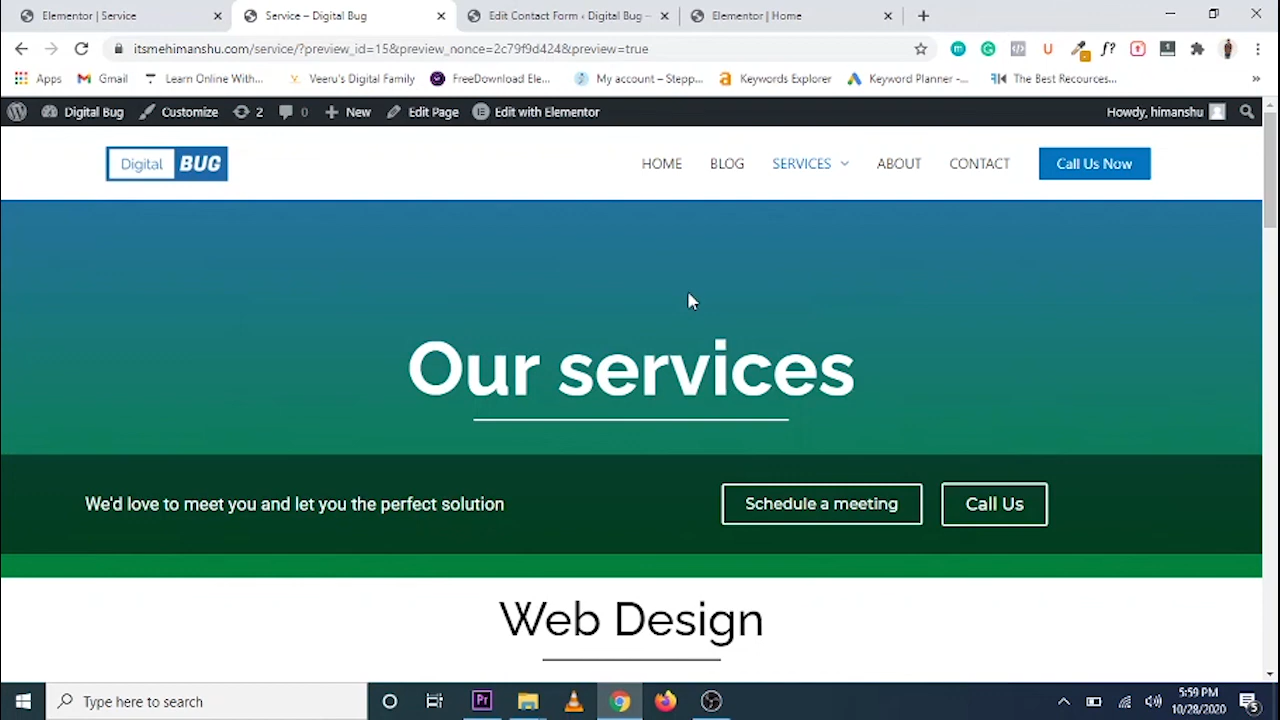 Elementor | Service
Service – Digital Bug
Edit Contact Form ‹ Digital Bug —
Elementor | Home
itsmehimanshu.com/service/?preview_id=15&preview_nonce=2c79f9d424&preview=true
Apps
Gmail
Learn Online With...
Veeru's Digital Family
FreeDownload Ele...
My account – Stepp...
Keywords Explorer
Keyword Planner -...
The Best Recources...
Digital Bug
Customize
2
0
New
Edit Page
Edit with Elementor
Howdy, himanshu
Digital BUG
HOME
BLOG
SERVICES
ABOUT
CONTACT
Call Us Now
Our services
We'd love to meet you and let you the perfect solution
Schedule a meeting
Call Us
Web Design
Type here to search
5:59 PM
10/28/2020
5